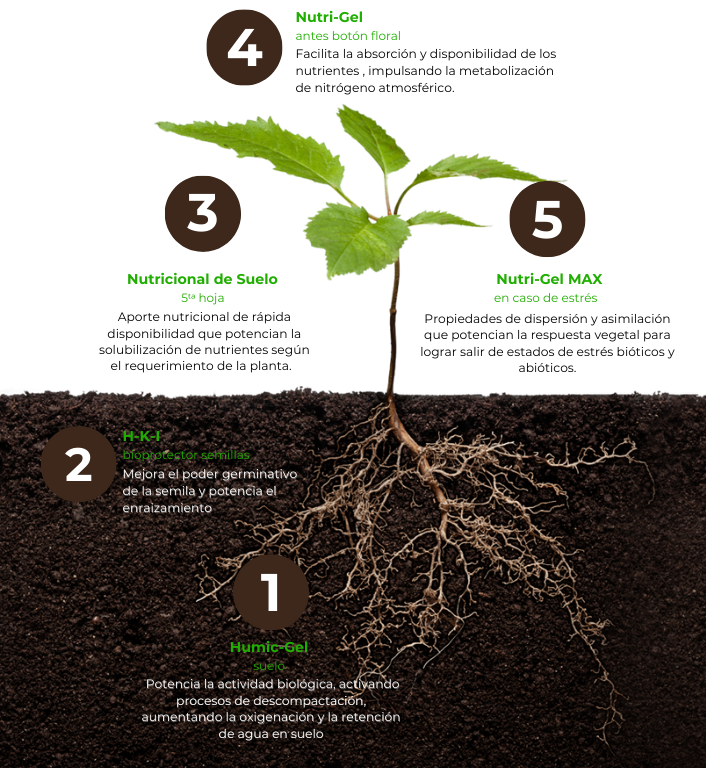 4
Nutri-Gel
antes botón floral
Facilita la absorción y disponibilidad de los
nutrientes , impulsando la metabolización
de nitrógeno atmosférico.
3
Nutricional de Suelo
5ta hoja
Aporte nutricional de rápida
disponibilidad que potencian la
solubilización de nutrientes según
el requerimiento de la planta.
5
Nutri-Gel MAX
en caso de estrés
Propiedades de dispersión y asimilación
que potencian la respuesta vegetal para
lograr salir de estados de estrés bióticos y
abióticos.
2
H-K-I
bioprotector semillas
Mejora el poder germinativo
de la semila y potencia el
enraizamiento
1
Humic-Gel
suelo
Potencia la actividad biológica, activando
procesos de descompactación,
aumentando la oxigenación y la retención
de agua en suelo